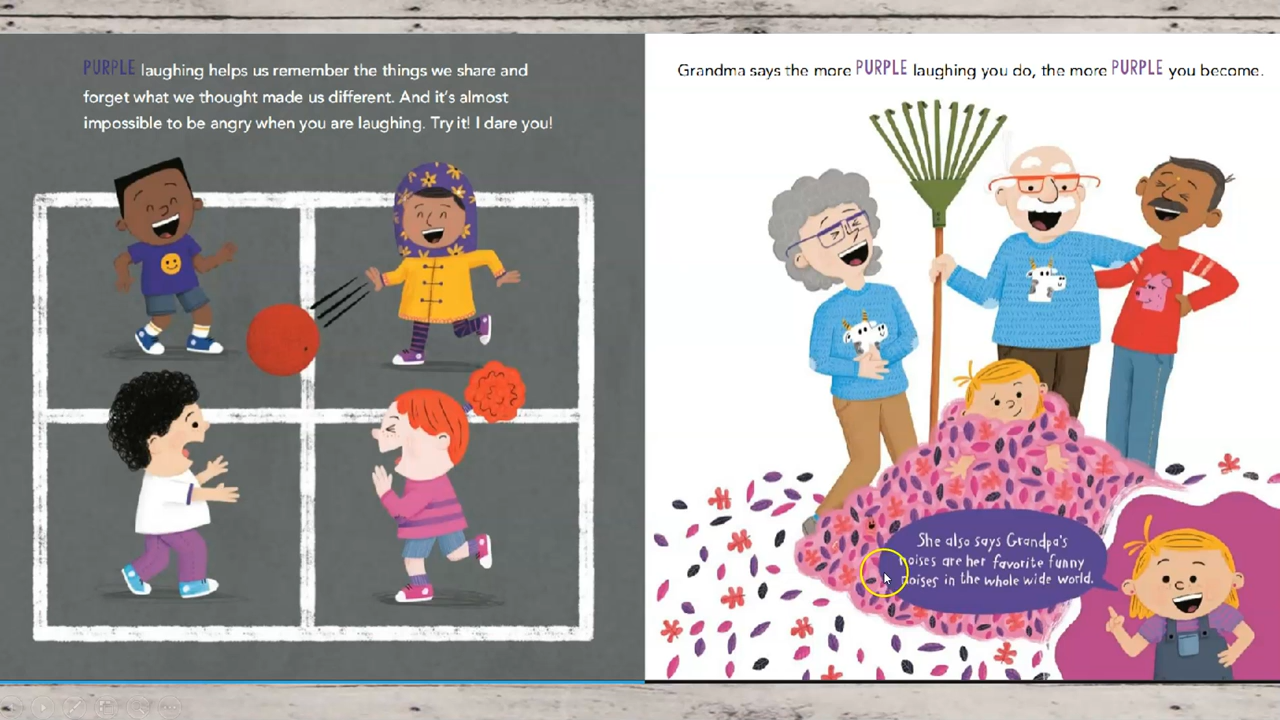 PURPLE laughing helps us remember the things we share and
forget what we thought made us different. And it's almost
impossible to be angry when you are laughing. Try it! I dare you!
Grandma says the more PURPLE laughing you do, the more PURPLE you become.
She also says Grandpa's
noises are her favorite funny
noises in the whole wide world.